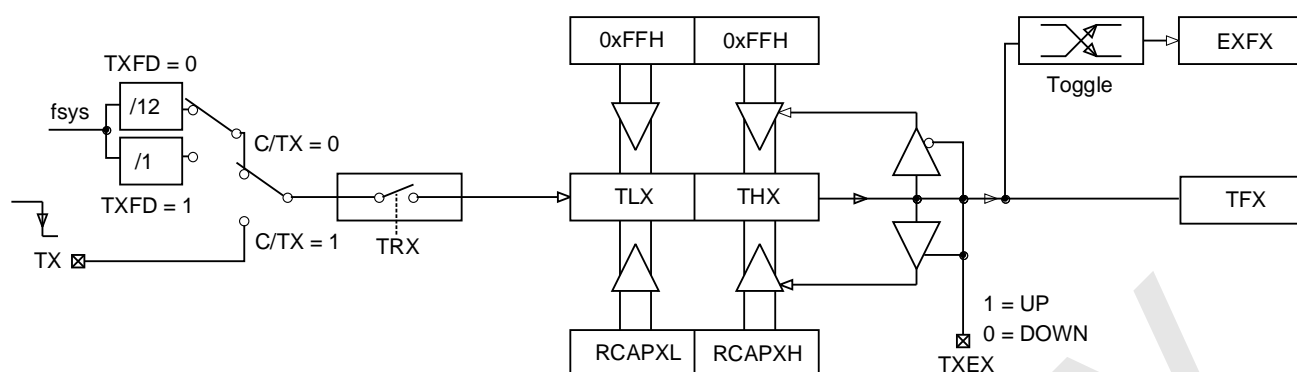 0xFFH 0xFFH
EXFX
Toggle
TXFD = 0
fsys
/12
C/TX = 0
/1
TXFD = 1
TLX THX
TFX
C/TX = 1
TRX
TX
1 = UP
0 = DOWN
RCAPXL RCAPXH
TXEX